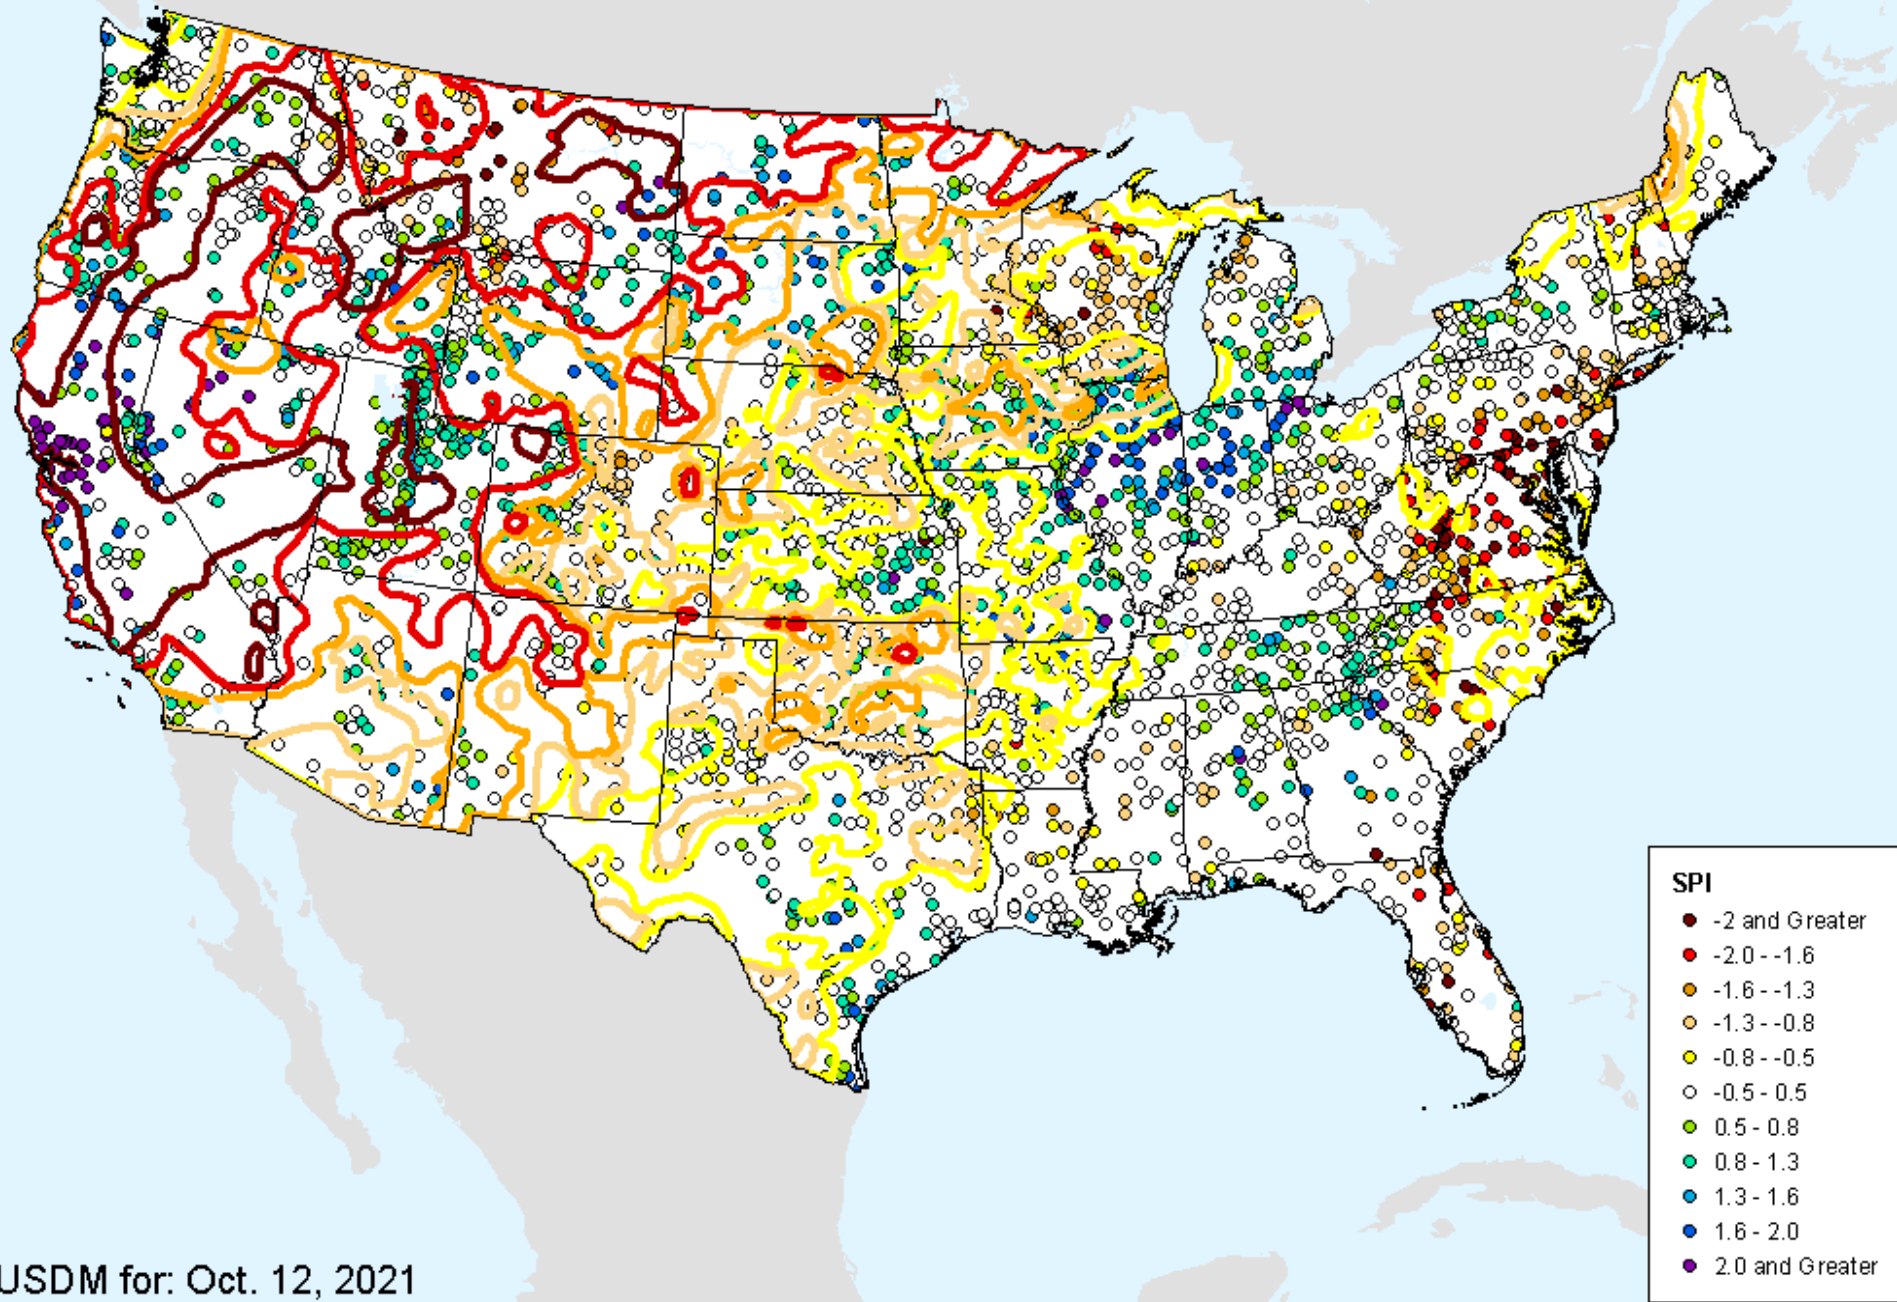 SPI
-2 and Greater
-2.0 - -1.6
-1.6 - -1.3
-1.3 - -0.8
-0.8 - -0.5
-0.5 - 0.5
0.5 - 0.8
0.8 - 1.3
1.3 - 1.6
1.6 - 2.0
2.0 and Greater
USDM for: Oct. 12, 2021